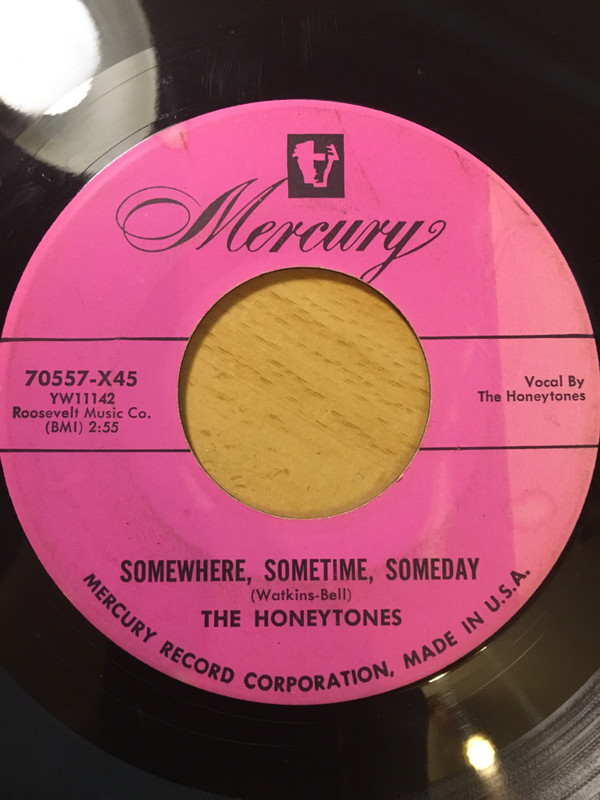 Mercury
70557-X45
YW11142
Roosevelt Music Co.
(BMI) 2:55
Vocal By
The Honeytones
SOMEWHERE, SOMETIME, SOMEDAY
(Watkins-Bell)
THE HONEYTONES
MERCURY RECORD CORPORATION, MADE IN U.S.A.